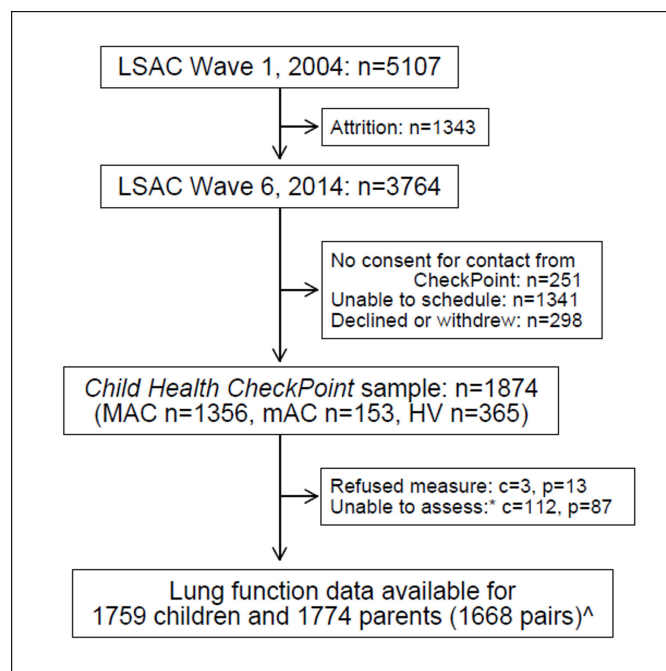 LSAC Wave 1, 2004: n=5107
Attrition: n=1343
LSAC Wave 6, 2014: n=3764
No consent for contact from
CheckPoint: n=251
Unable to schedule: n=1341
Declined or withdrew: n=298
Child Health CheckPoint sample: n=1874
(MAC n=1356, mAC n=153, HV n=365)
Refused measure: c=3, p=13
Unable to assess:* c=112, p=87
Lung function data available for
1759 children and 1774 parents (1668 pairs)^